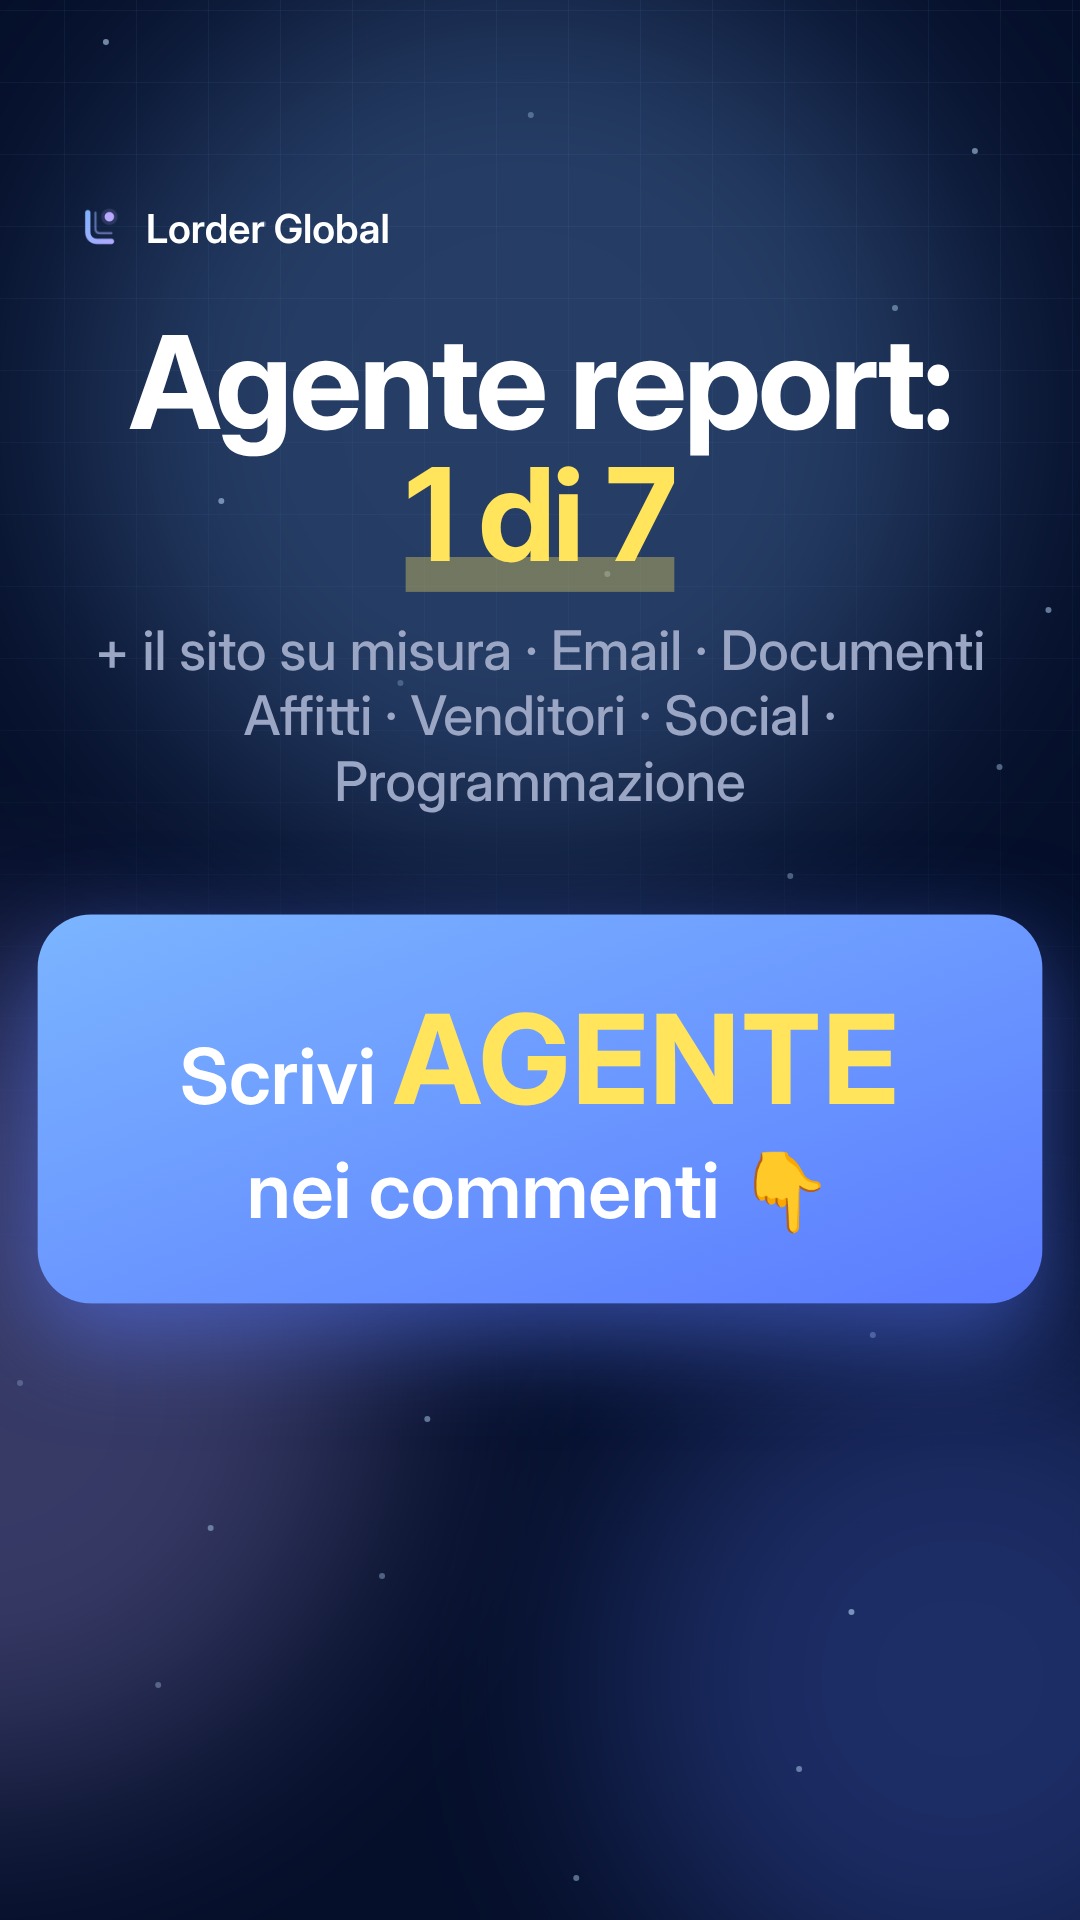 Lorder Global
Agente report:
1 di 7
+ il sito su misura · Email · Documenti
Affitti · Venditori · Social ·
Programmazione
Scrivi AGENTE
nei commenti 👇